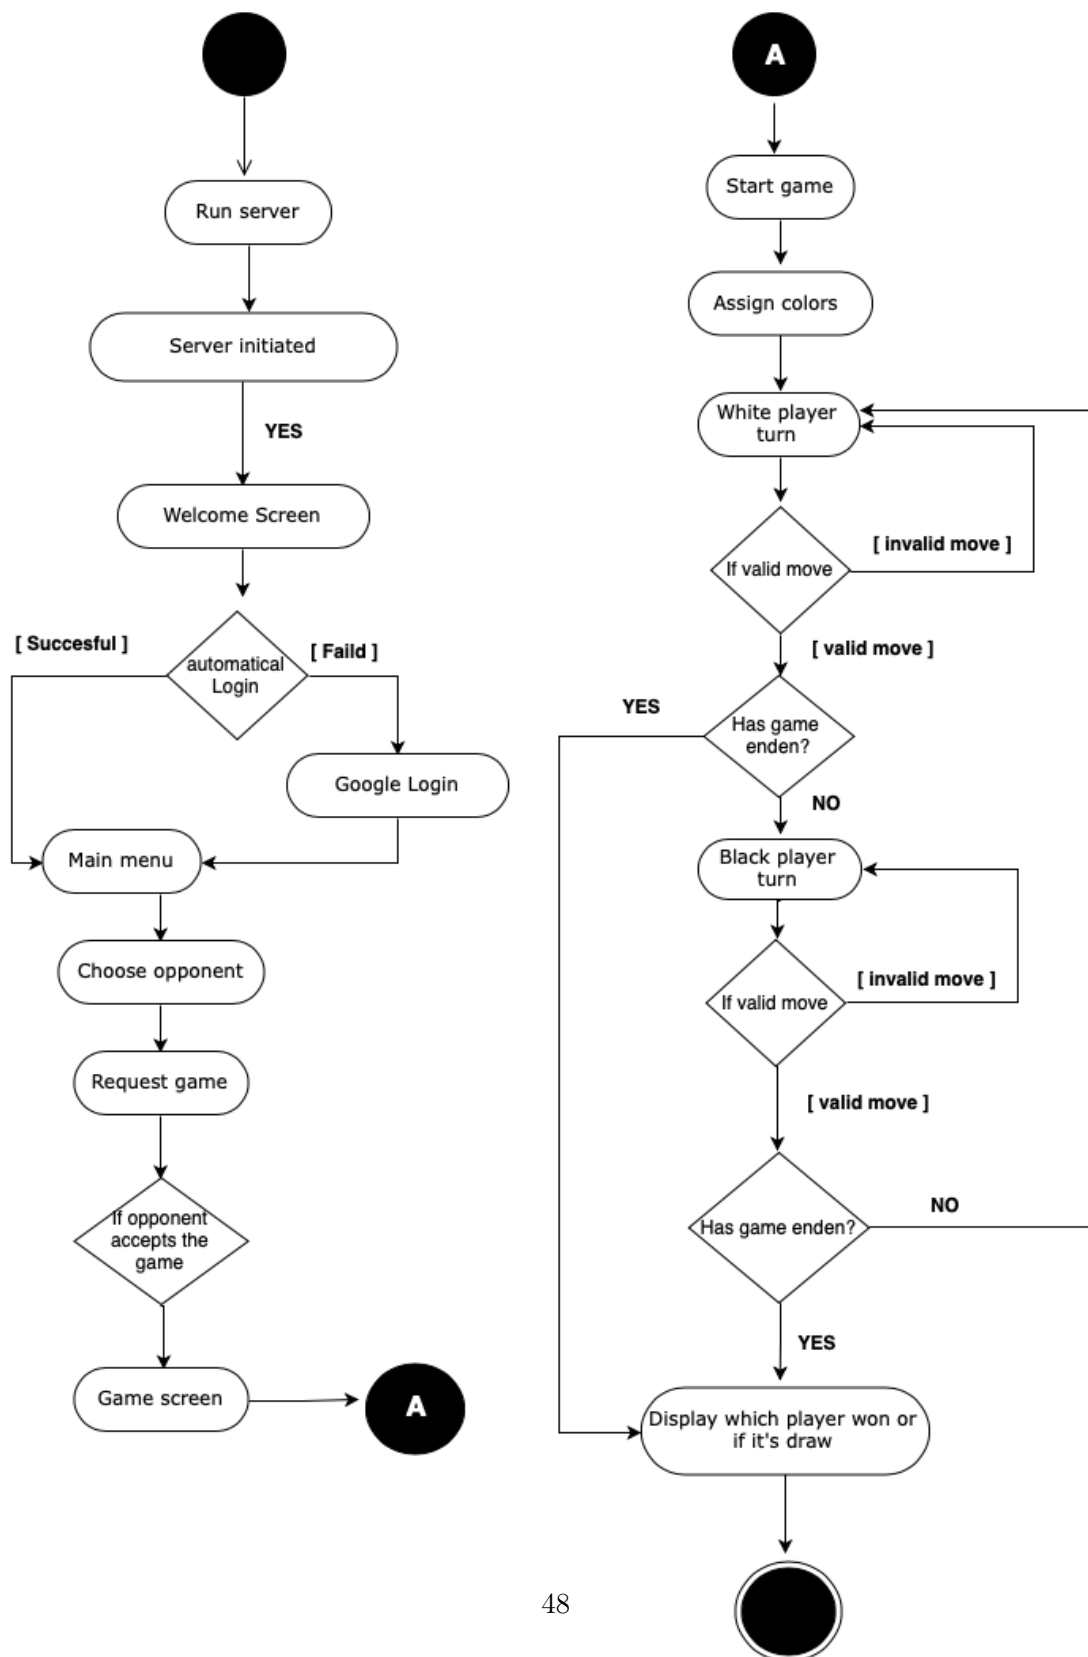 Run server
Server initiated
YES
Welcome Screen
[ Succesful ]
automatical
Login
[ Faild ]
Google Login
Main menu
Choose opponent
Request game
If opponent
accepts the
game
Game screen
A
A
Start game
Assign colors
White player
turn
If valid move
[ invalid move ]
[ valid move ]
Has game
enden?
YES
NO
Black player
turn
If valid move
[ invalid move ]
[ valid move ]
Has game enden?
NO
YES
Display which player won or
if it's draw
48